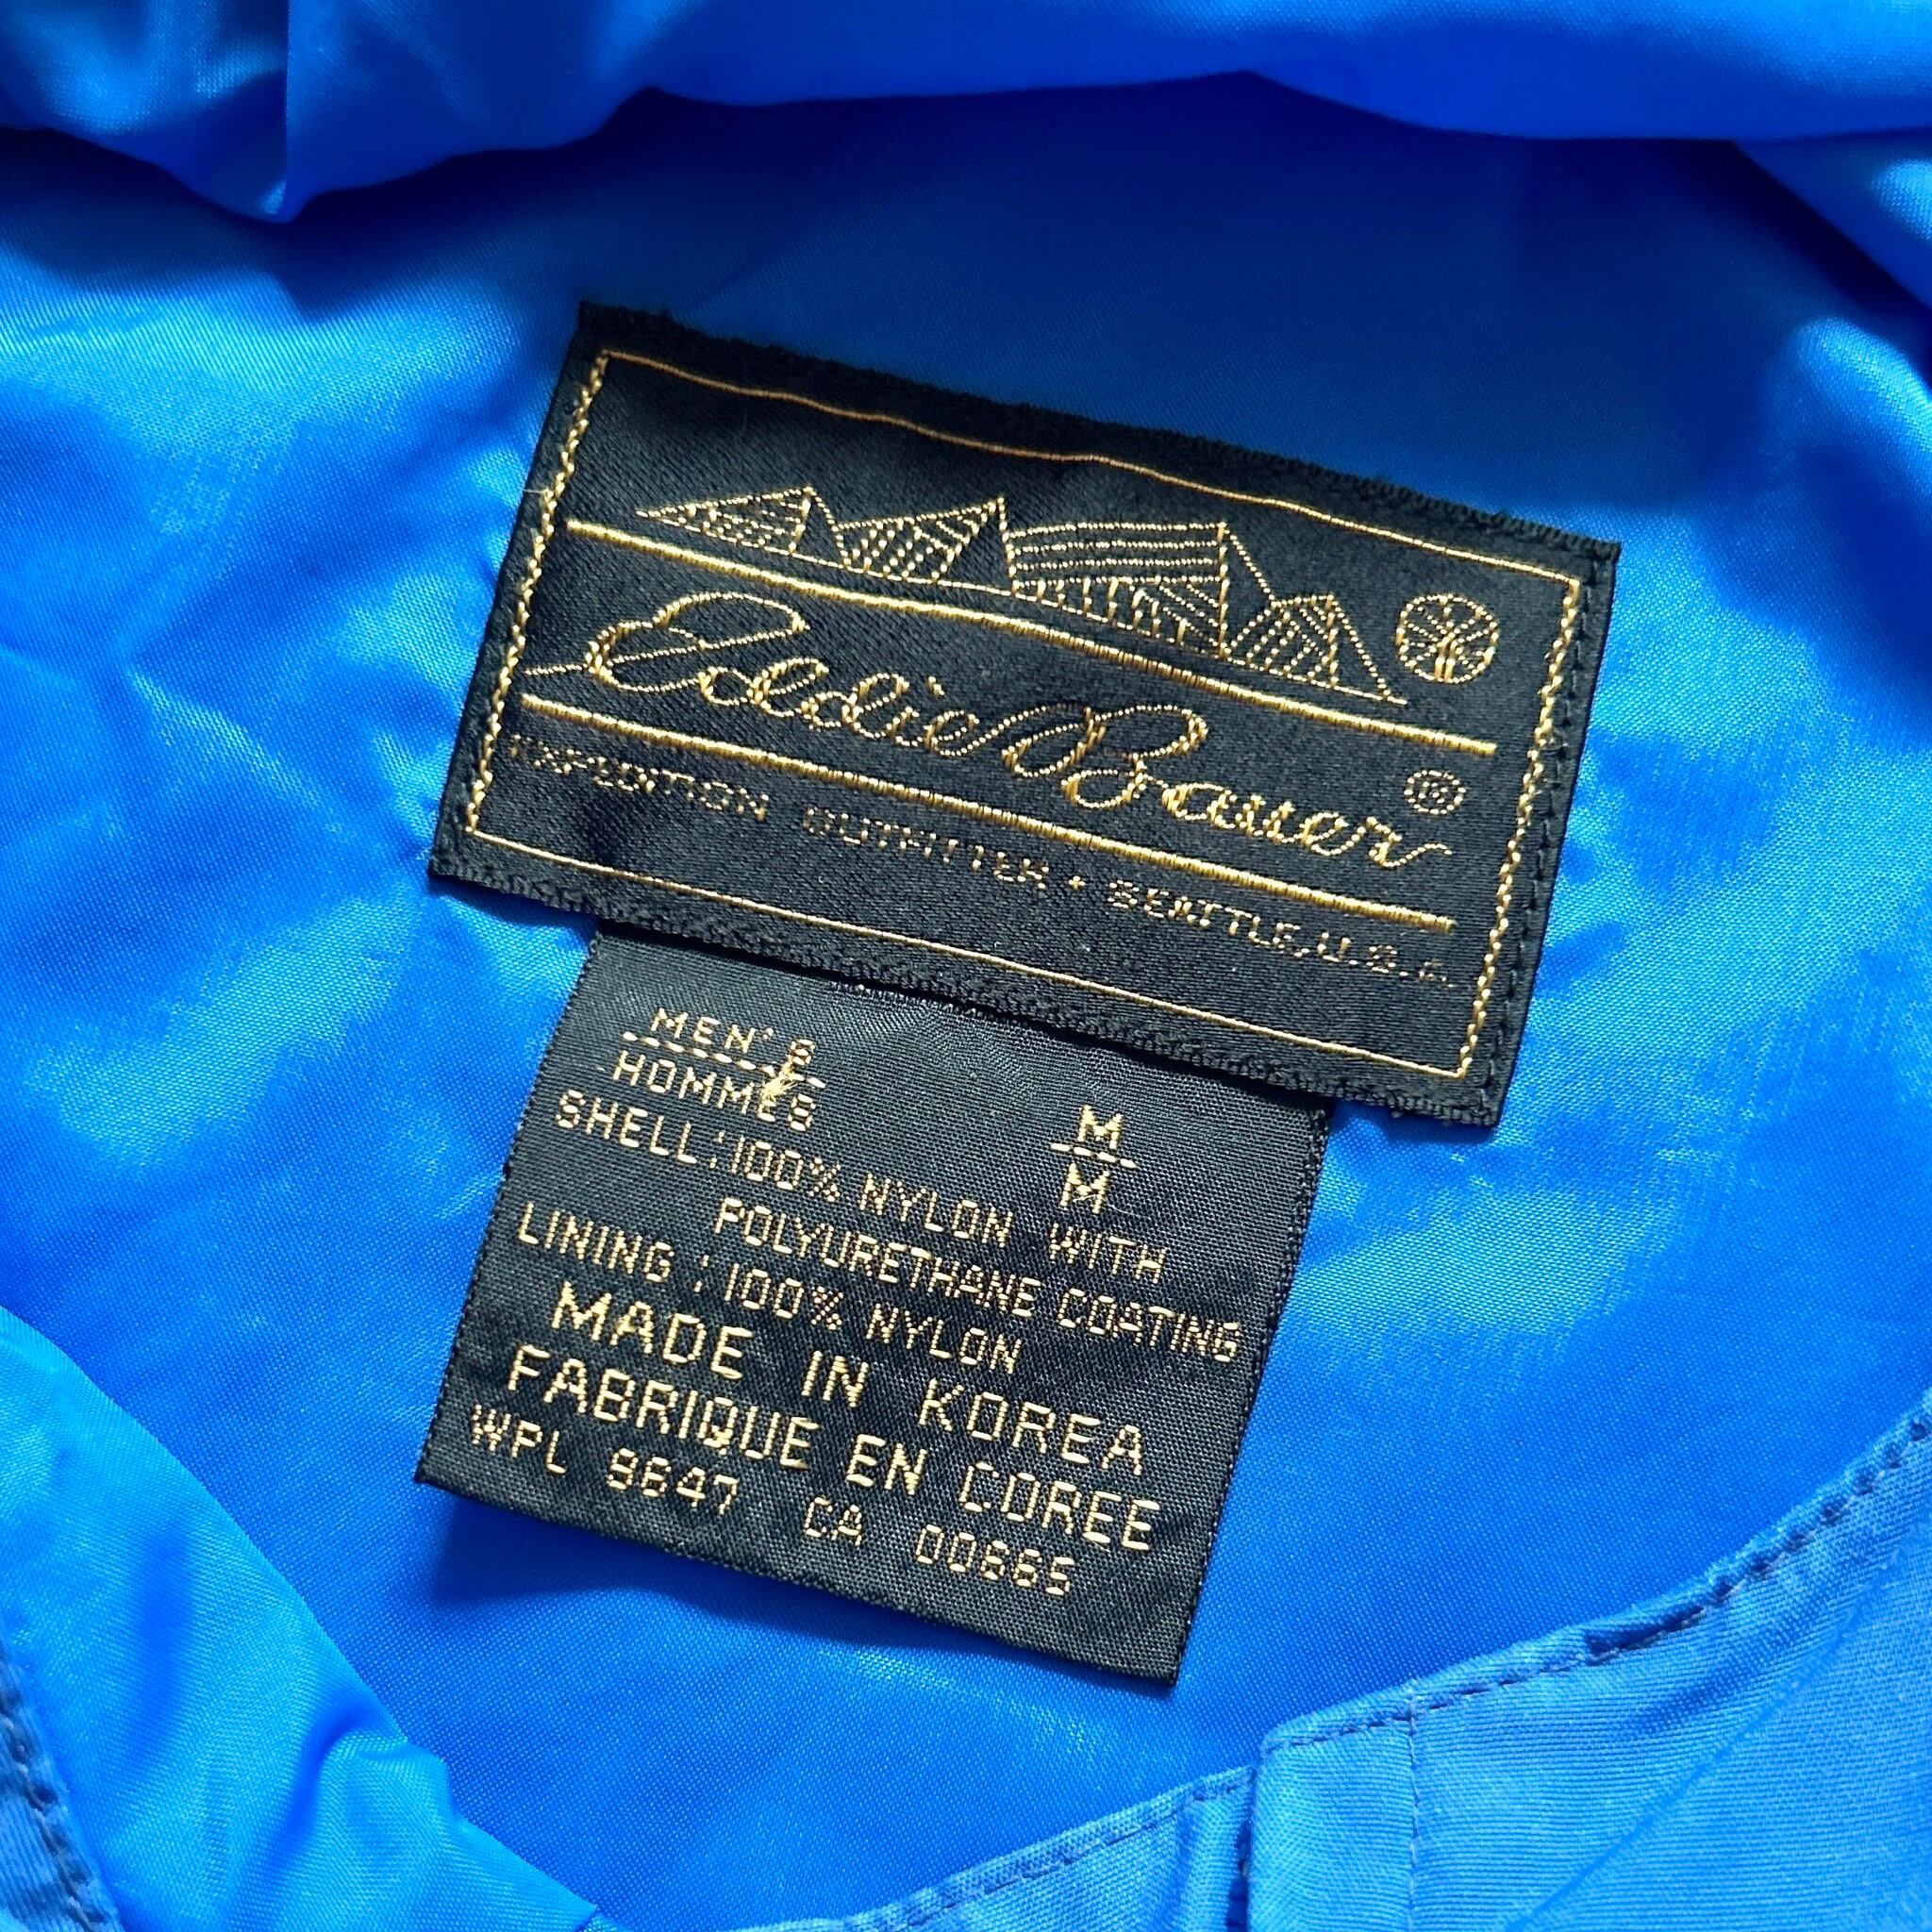 Eddie Bauer ®
EXPEDITION OUTFITTER • SEATTLE, U.S.A.
MEN'S
HOMMES
M
M
SHELL: 100% NYLON WITH
POLYURETHANE COATING
LINING : 100% NYLON
MADE IN KOREA
FABRIQUE EN COREE
WPL 9647 CA 00665